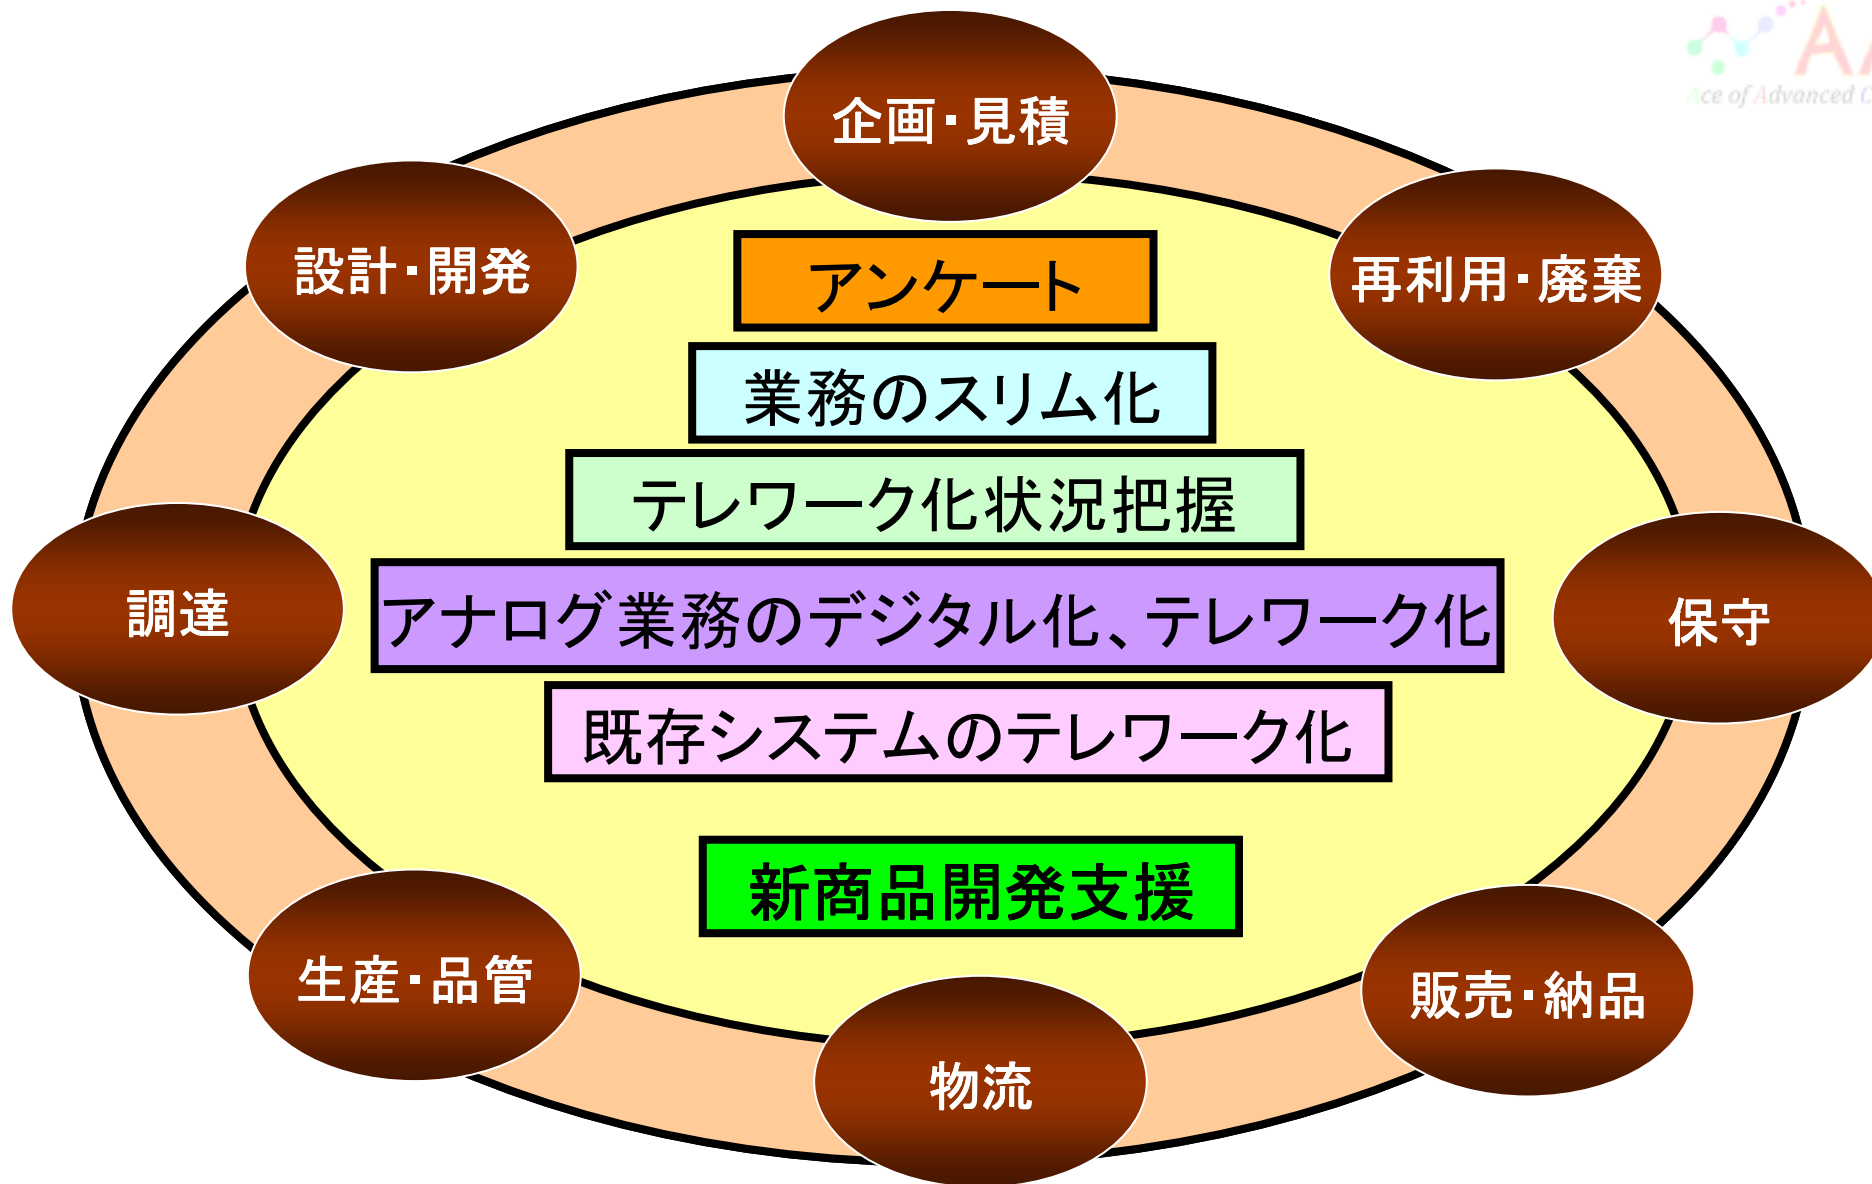 企画・見積
設計・開発
再利用・廃棄
アンケート
業務のスリム化
テレワーク化状況把握
アナログ業務のデジタル化、テレワーク化
調達
保守
既存システムのテレワーク化
新商品開発支援
生産・品管
販売・納品
物流
Ace of Advanced